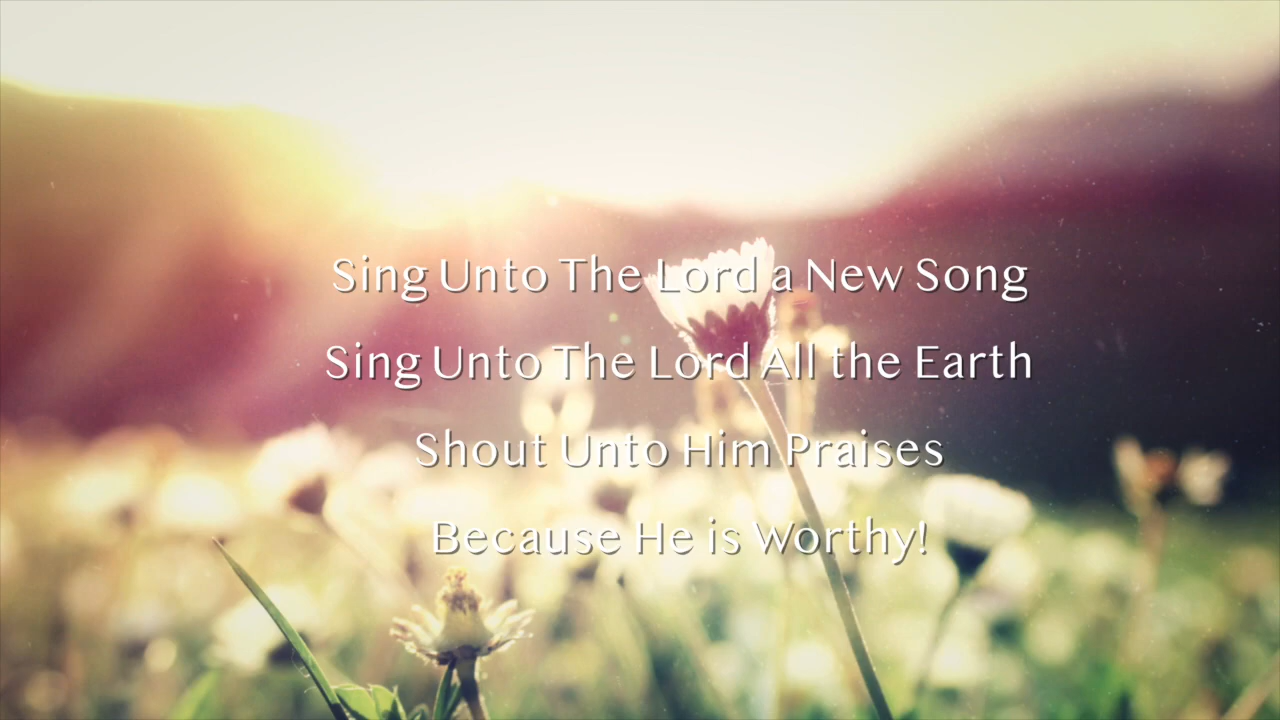 Sing Unto The Lord a New Song
Sing Unto The Lord All the Earth
Shout Unto Him Praises
Because He is Worthy!